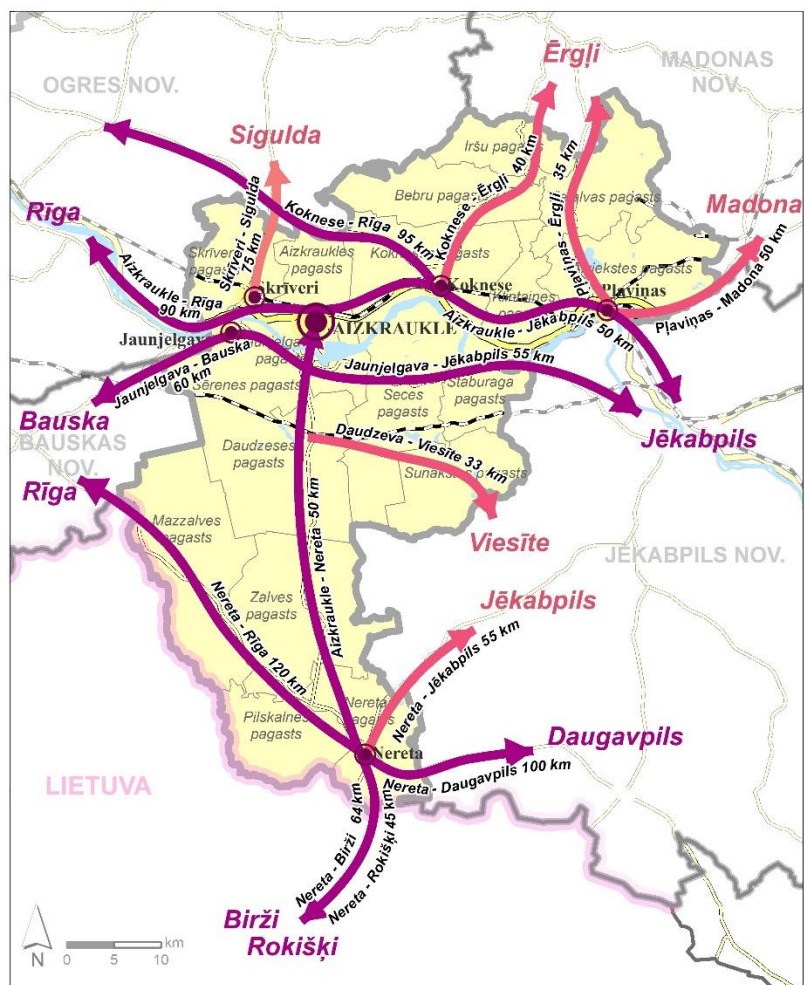 Ērgļi
MADONAS
NOV.
OGRES NOV.
Sigulda
Iršu pagasts
Bebru pagasts
Koknese - Ērgļi 40 km
Pļaviņas - Ērgļi 35 km
Rīga
Koknese - Rīga 95 km
Madona
Skrīveri - Sigulda
75 km
Aizkraukles
pagasts
Pļaviņas - Madona 50 km
Skrīveri
Koknese
Pļaviņas
Aizkraukle - Rīga
90 km
AIZKRAUKLE
Aizkraukle - Jēkabpils 50 km
Jaunjelgava
Jaunjelgava - Bauska
60 km
Jaunjelgava - Jēkabpils 55 km
Sērenes pagasts
Seces
pagasts
Staburaga
pagasts
Bauska
BAUSKAS
NOV.
Jēkabpils
Daudzeses
pagasts
Daudzeva - Viesīte 33 km
Rīga
Viesīte
Mazzalves
pagasts
Aizkraukle - Nereta 50 km
JĒKABPILS NOV.
Zalves
pagasts
Jēkabpils
Nereta - Rīga 120 km
Nereta - Jēkabpils 55 km
Pilskalnes
pagasts
Neretas
pagasts
Nereta
Daugavpils
Nereta - Daugavpils 100 km
LIETUVA
Nereta - Birži 64 km
Nereta - Rokišķi 45 km
Birži
Rokišķi
N
km
0 5 10